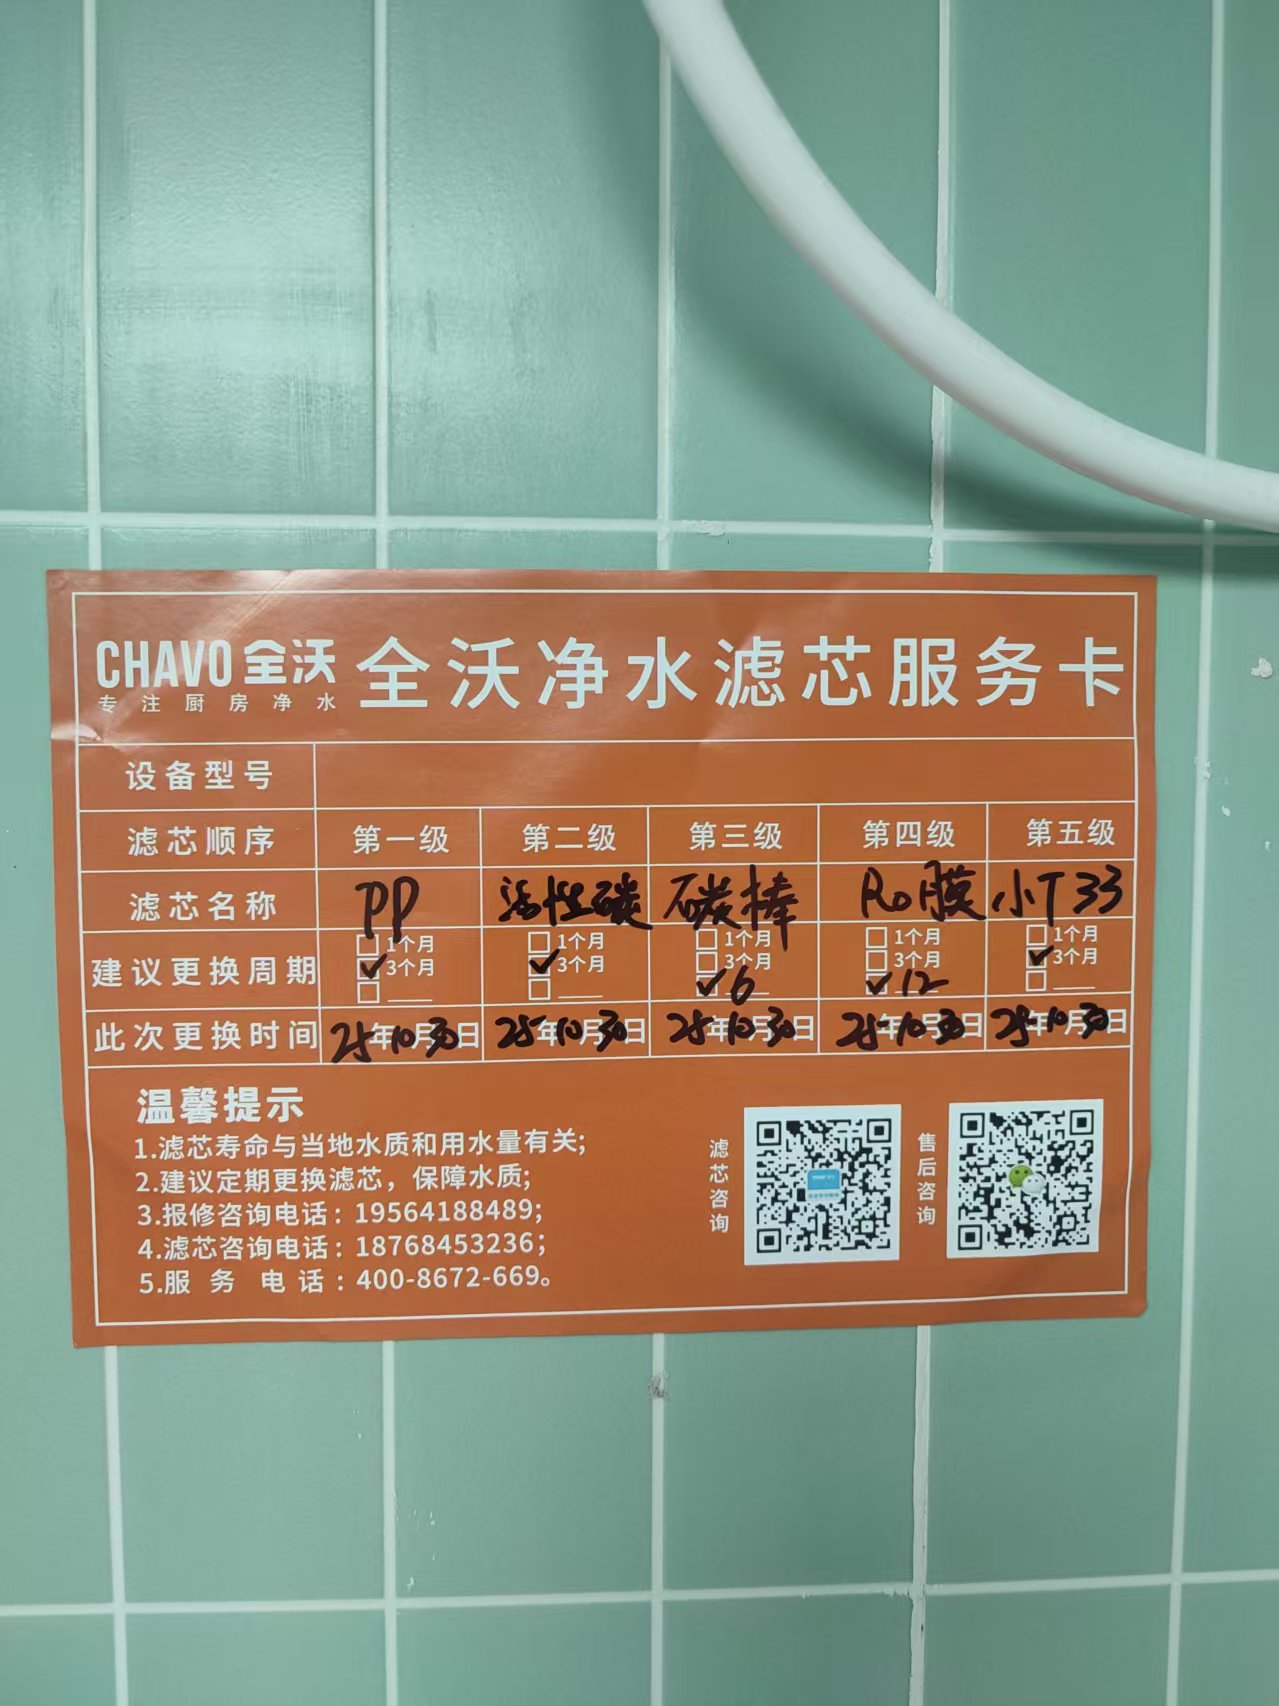 CHAVO 全沃
专注厨房净水
全沃净水滤芯服务卡
设备型号
滤芯顺序 第一级 第二级 第三级 第四级 第五级
滤芯名称 PP 活性碳 碳棒 Ro膜 小T33
□1个月 □1个月 □1个月 □1个月 □1个月
建议更换周期 ✓3个月 ✓3个月 □3个月 □3个月 ✓3个月
□____ □____ ✓6 ✓12 □____
此次更换时间 25年10月30日 25年10月30日 25年10月30日 25年10月30日 25年10月30日
温馨提示
1.滤芯寿命与当地水质和用水量有关;
2.建议定期更换滤芯，保障水质;
3.报修咨询电话：19564188489;
4.滤芯咨询电话：18768453236;
5.服务电话：400-8672-669。
滤芯咨询
售后咨询